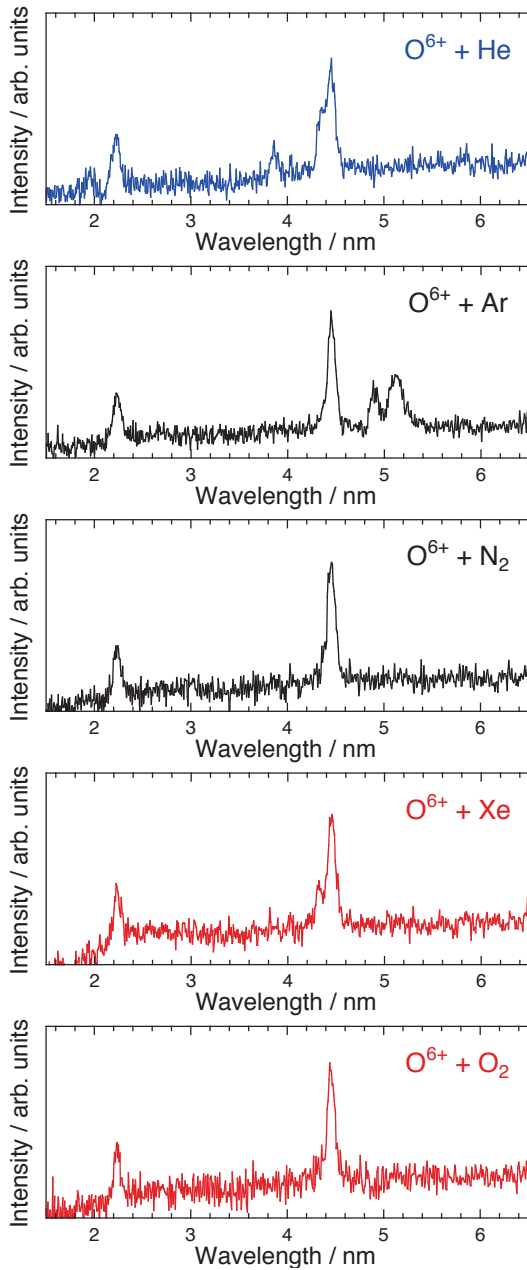 Intensity / arb. units
O⁶⁺ + He
2 3 4 5 6
Wavelength / nm
Intensity / arb. units
O⁶⁺ + Ar
2 3 4 5 6
Wavelength / nm
Intensity / arb. units
O⁶⁺ + N₂
2 3 4 5 6
Wavelength / nm
Intensity / arb. units
O⁶⁺ + Xe
2 3 4 5 6
Wavelength / nm
Intensity / arb. units
O⁶⁺ + O₂
2 3 4 5 6
Wavelength / nm